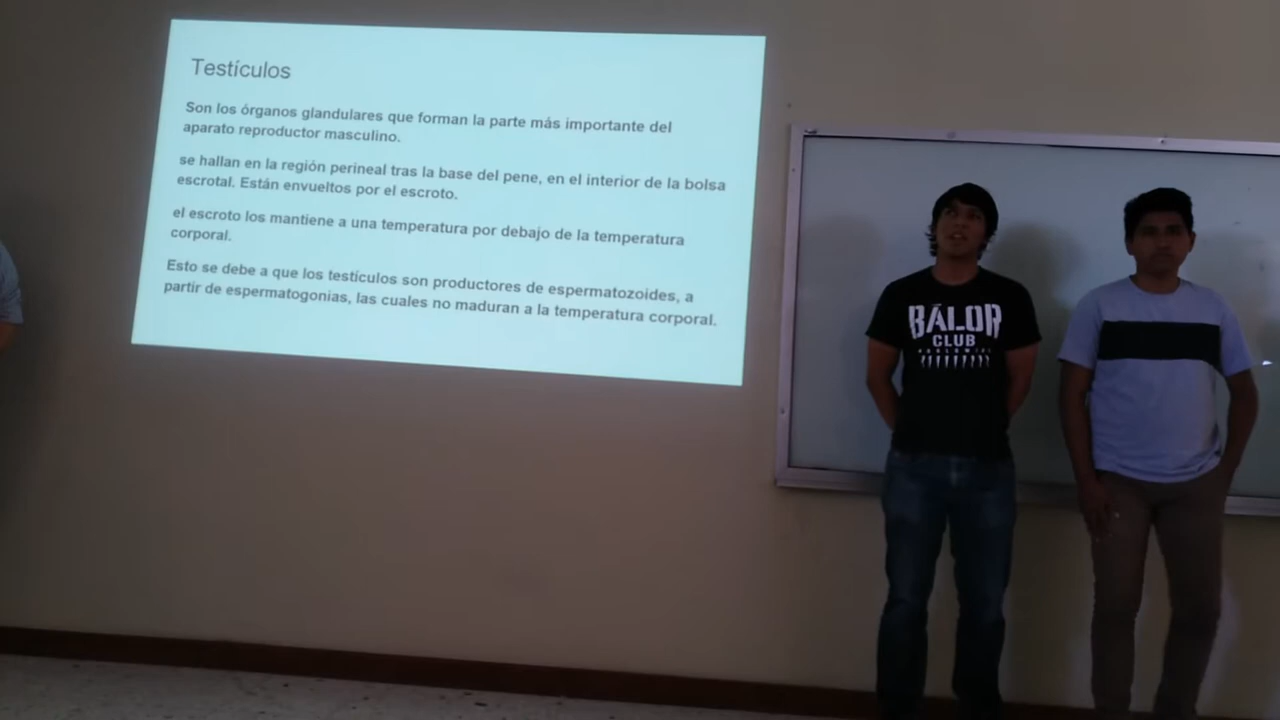 Testículos
Son los órganos glandulares que forman la parte más importante del
aparato reproductor masculino.
se hallan en la región perineal tras la base del pene, en el interior de la bolsa
escrotal. Están envueltos por el escroto.
el escroto los mantiene a una temperatura por debajo de la temperatura
corporal.
Esto se debe a que los testículos son productores de espermatozoides, a
partir de espermatogonias, las cuales no maduran a la temperatura corporal.
BÁLOR
CLUB